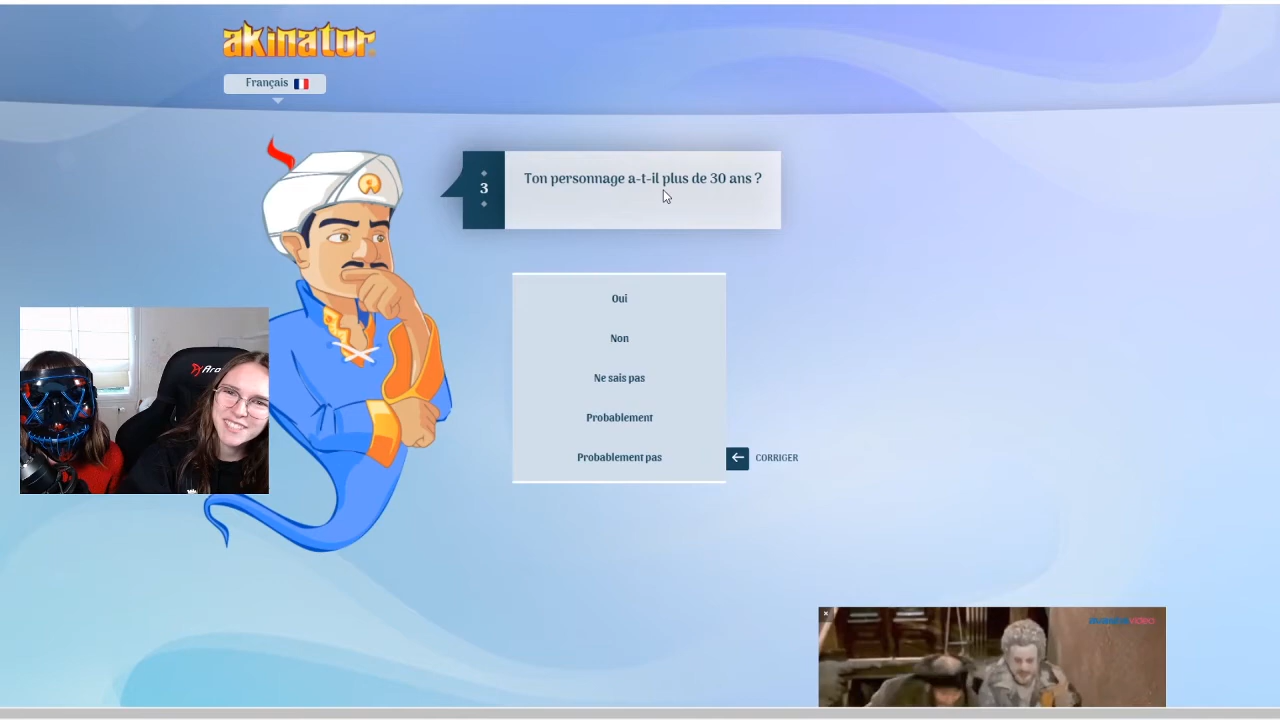 akinator
Français
3
Ton personnage a-t-il plus de 30 ans ?
Oui
Non
Ne sais pas
Probablement
Probablement pas
CORRIGER